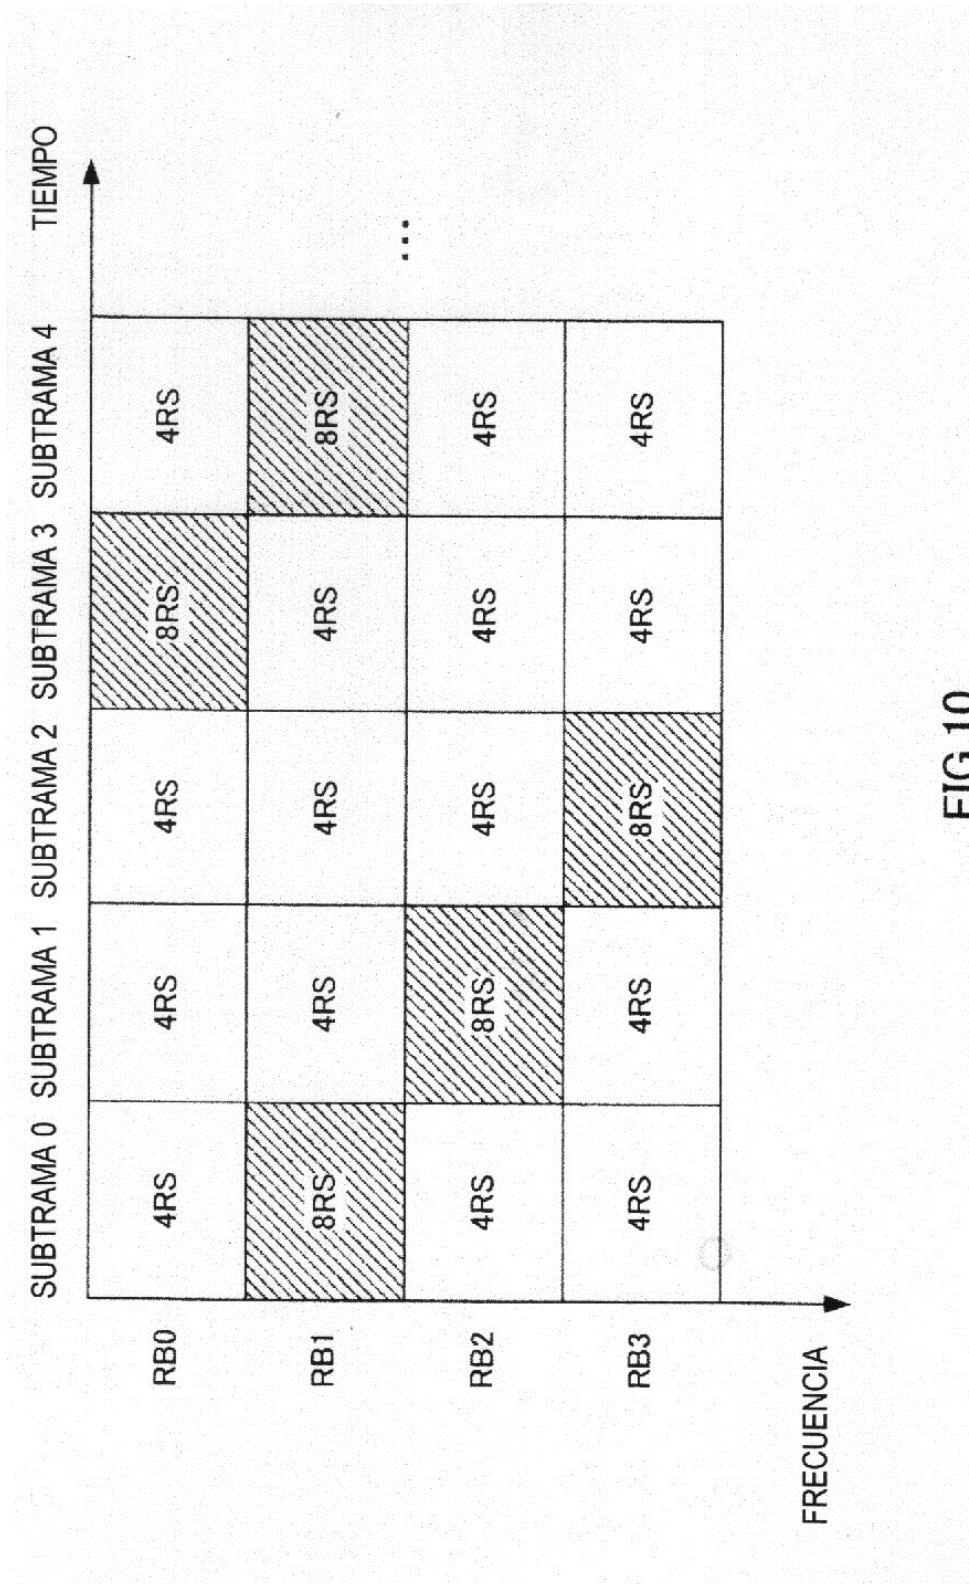 SUBTRAMA 0 SUBTRAMA 1 SUBTRAMA 2 SUBTRAMA 3 SUBTRAMA 4 TIEMPO
RB0 4RS 4RS 4RS 8RS 4RS
RB1 8RS 4RS 4RS 4RS 8RS
RB2 4RS 8RS 4RS 4RS 4RS ...
RB3 4RS 4RS 8RS 4RS 4RS
FRECUENCIA
FIG.10